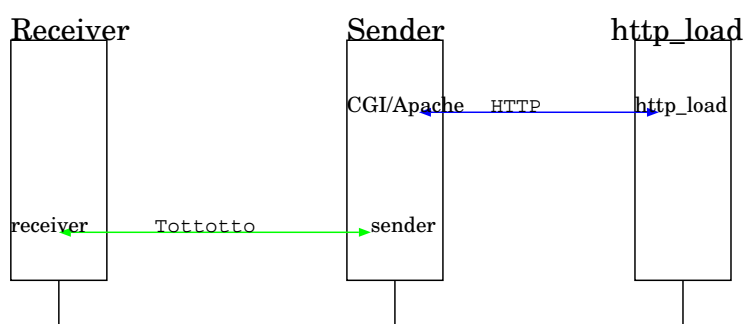 Receiver Sender http_load
CGI/Apache HTTP http_load
receiver Tottotto sender